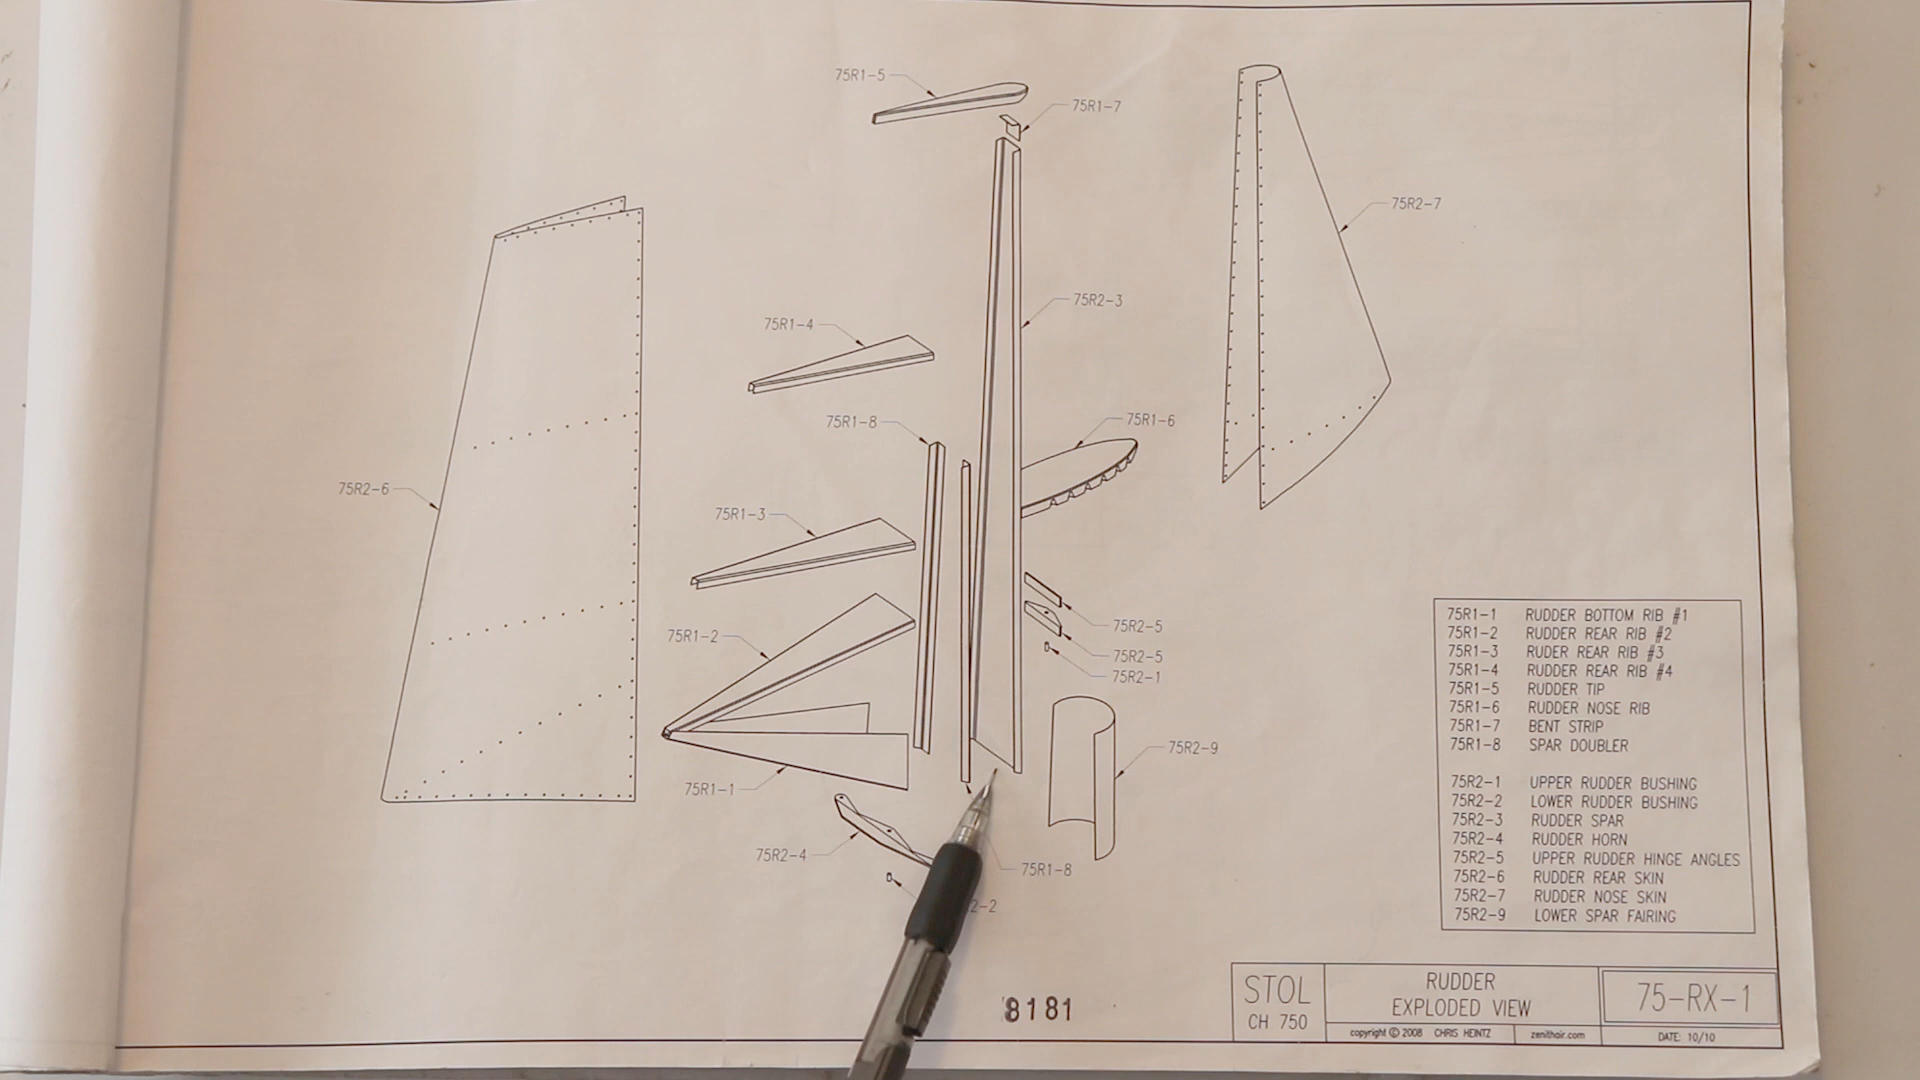 75R1-5
75R1-7
75R2-7
75R2-3
75R1-4
75R1-8
75R1-6
75R2-6
75R1-3
75R2-5
75R1-2
75R2-5
75R2-1
75R2-9
75R1-1
75R2-4
75R1-8
2-2
75R1-1 RUDDER BOTTOM RIB #1
75R1-2 RUDDER REAR RIB #2
75R1-3 RUDER REAR RIB #3
75R1-4 RUDDER REAR RIB #4
75R1-5 RUDDER TIP
75R1-6 RUDDER NOSE RIB
75R1-7 BENT STRIP
75R1-8 SPAR DOUBLER
75R2-1 UPPER RUDDER BUSHING
75R2-2 LOWER RUDDER BUSHING
75R2-3 RUDDER SPAR
75R2-4 RUDDER HORN
75R2-5 UPPER RUDDER HINGE ANGLES
75R2-6 RUDDER REAR SKIN
75R2-7 RUDDER NOSE SKIN
75R2-9 LOWER SPAR FAIRING
8181
STOL
CH 750
RUDDER
EXPLODED VIEW
copyright © 2008 CHRIS HEINTZ
zenithair.com
75-RX-1
DATE: 10/10